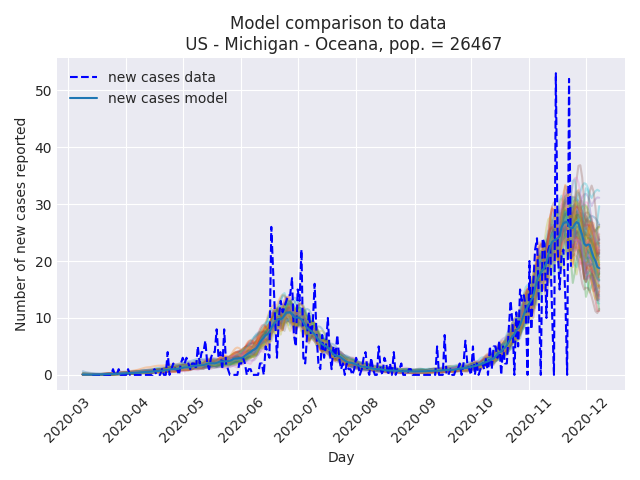 Model comparison to data
US - Michigan - Oceana, pop. = 26467
new cases data
new cases model
Number of new cases reported
50
40
30
20
10
0
2020-03
2020-04
2020-05
2020-06
2020-07
2020-08
2020-09
2020-10
2020-11
2020-12
Day